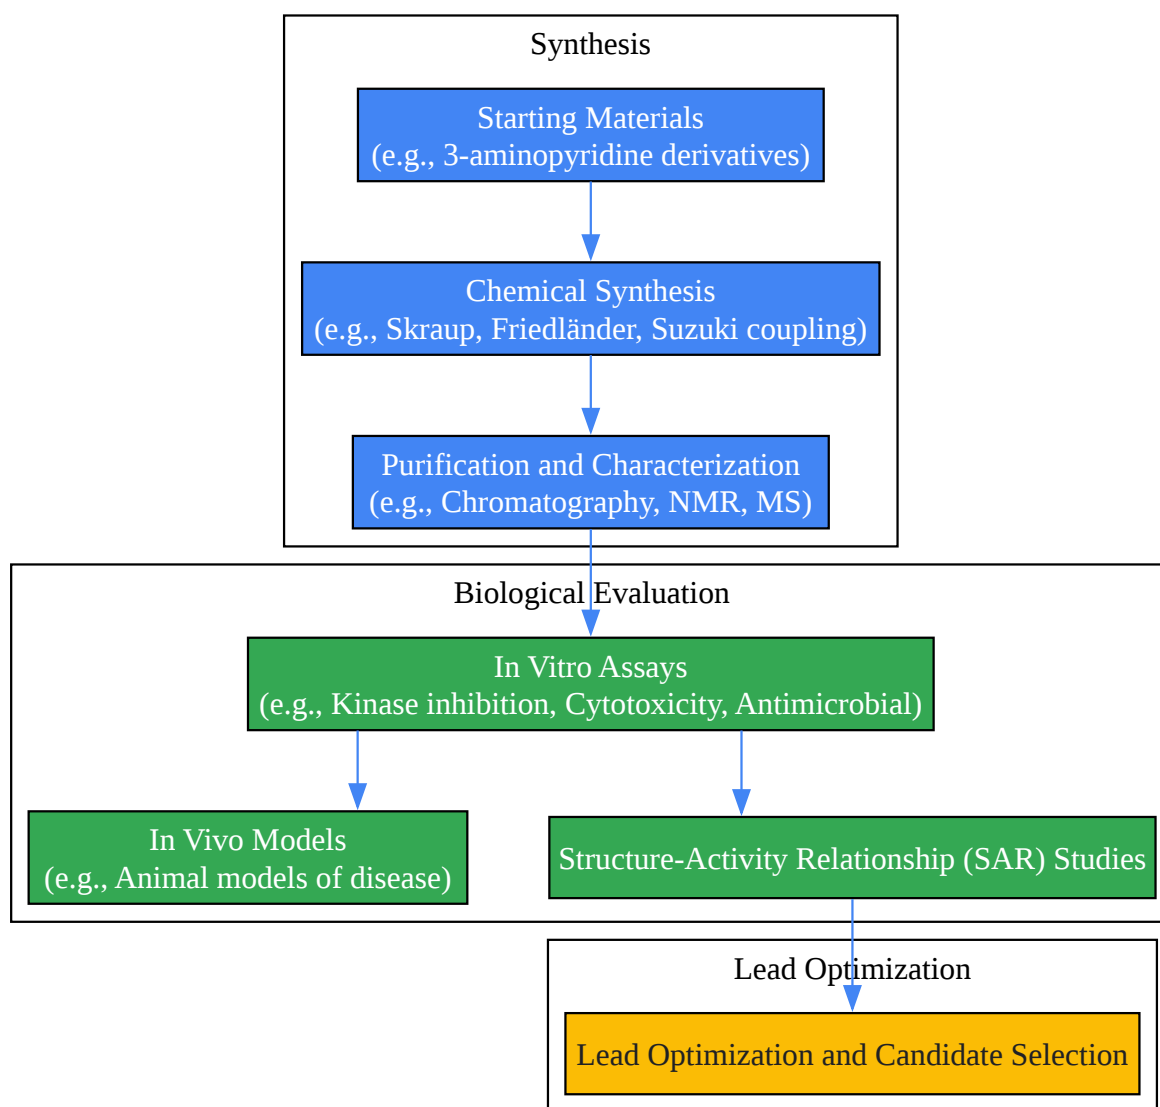 Synthesis
Starting Materials
(e.g., 3-aminopyridine derivatives)
Chemical Synthesis
(e.g., Skraup, Friedländer, Suzuki coupling)
Purification and Characterization
(e.g., Chromatography, NMR, MS)
Biological Evaluation
In Vitro Assays
(e.g., Kinase inhibition, Cytotoxicity, Antimicrobial)
In Vivo Models
(e.g., Animal models of disease)
Structure-Activity Relationship (SAR) Studies
Lead Optimization
Lead Optimization and Candidate Selection